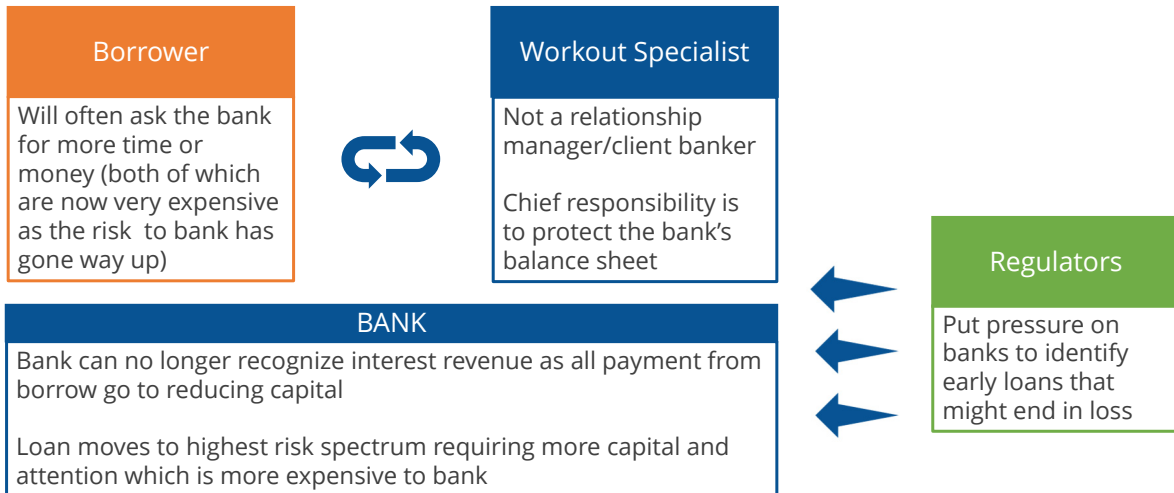 Borrower
Will often ask the bank
for more time or
money (both of which
are now very expensive
as the risk to bank has
gone way up)
Workout Specialist
Not a relationship
manager/client banker
Chief responsibility is
to protect the bank's
balance sheet
Regulators
Put pressure on
banks to identify
early loans that
might end in loss
BANK
Bank can no longer recognize interest revenue as all payment from
borrow go to reducing capital
Loan moves to highest risk spectrum requiring more capital and
attention which is more expensive to bank